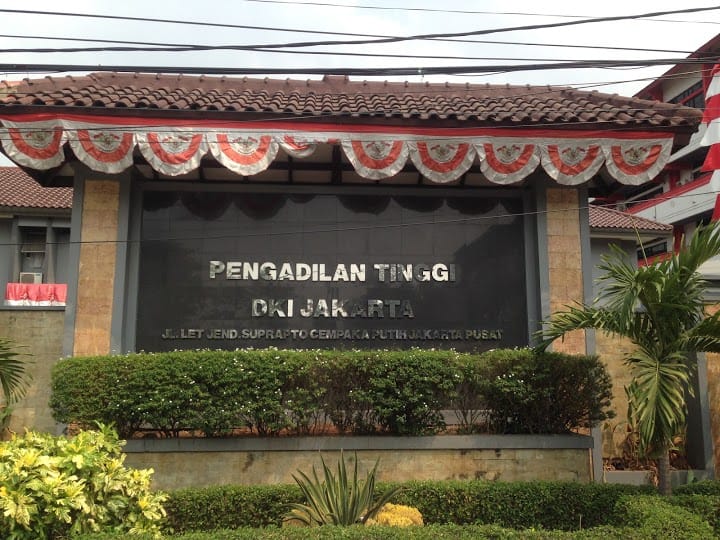 PENGADILAN TINGGI
DKI JAKARTA
JL. LET JEND. SUPRAPTO CEMPAKA PUTIH JAKARTA PUSAT